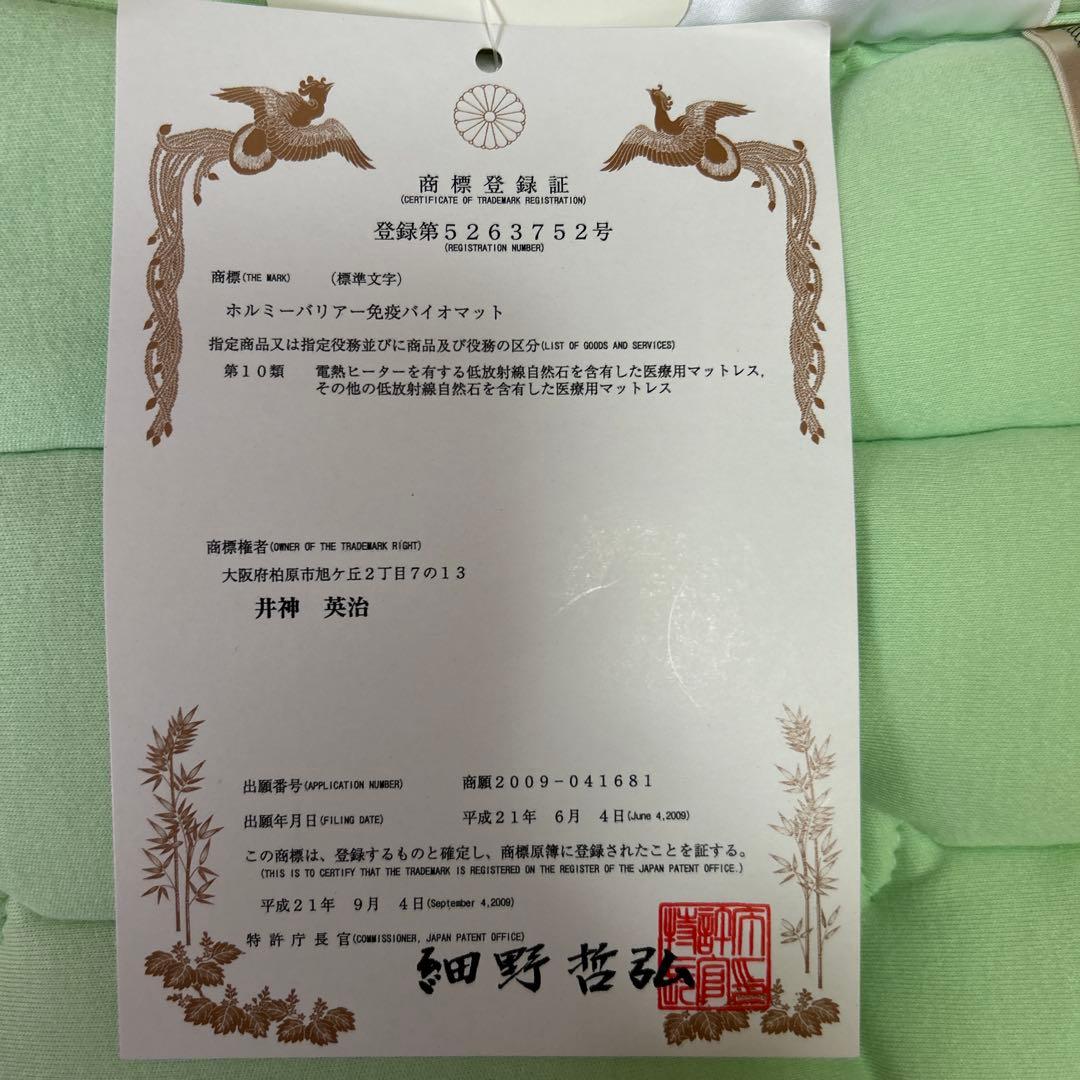 商標登録証
(CERTIFICATE OF TRADEMARK REGISTRATION)
登録第5263752号
(REGISTRATION NUMBER)
商標(THE MARK) (標準文字)
ホルミーバリアー免疫バイオマット
指定商品又は指定役務並びに商品及び役務の区分(LIST OF GOODS AND SERVICES)
第10類 電熱ヒーターを有する低放射線自然石を含有した医療用マットレス,
その他の低放射線自然石を含有した医療用マットレス
商標権者(OWNER OF THE TRADEMARK RIGHT)
大阪府柏原市旭ケ丘2丁目7の13
井神 英治
出願番号(APPLICATION NUMBER) 商願2009-041681
出願年月日(FILING DATE) 平成21年 6月 4日(June 4,2009)
この商標は、登録するものと確定し、商標原簿に登録されたことを証する。
(THIS IS TO CERTIFY THAT THE TRADEMARK IS REGISTERED ON THE REGISTER OF THE JAPAN PATENT OFFICE.)
平成21年 9月 4日(September 4,2009)
特許庁長官(COMMISSIONER, JAPAN PATENT OFFICE)
細野哲弘